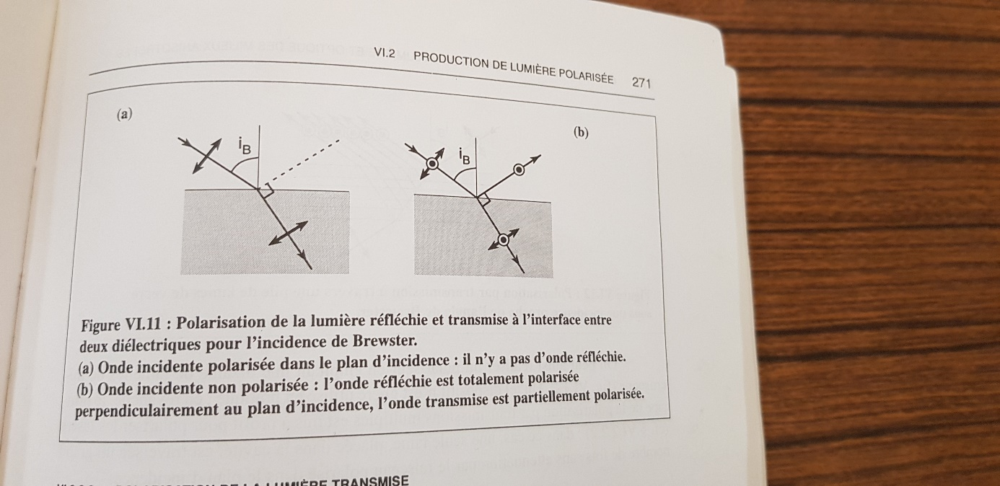 VI.2 PRODUCTION DE LUMIÈRE POLARISÉE 271
(a)
(b)
iB
iB
Figure VI.11 : Polarisation de la lumière réfléchie et transmise à l'interface entre
deux diélectriques pour l'incidence de Brewster.
(a) Onde incidente polarisée dans le plan d'incidence : il n'y a pas d'onde réfléchie.
(b) Onde incidente non polarisée : l'onde réfléchie est totalement polarisée
perpendiculairement au plan d'incidence, l'onde transmise est partiellement polarisée.
LUMIÈRE TRANSMISE